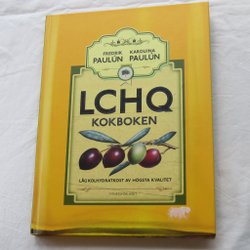 FREDRIK KAROLINA
PAULÚN PAULÚN
LCHQ
KOKBOKEN
LÅGKOLHYDRATKOST AV HÖGSTA KVALITET